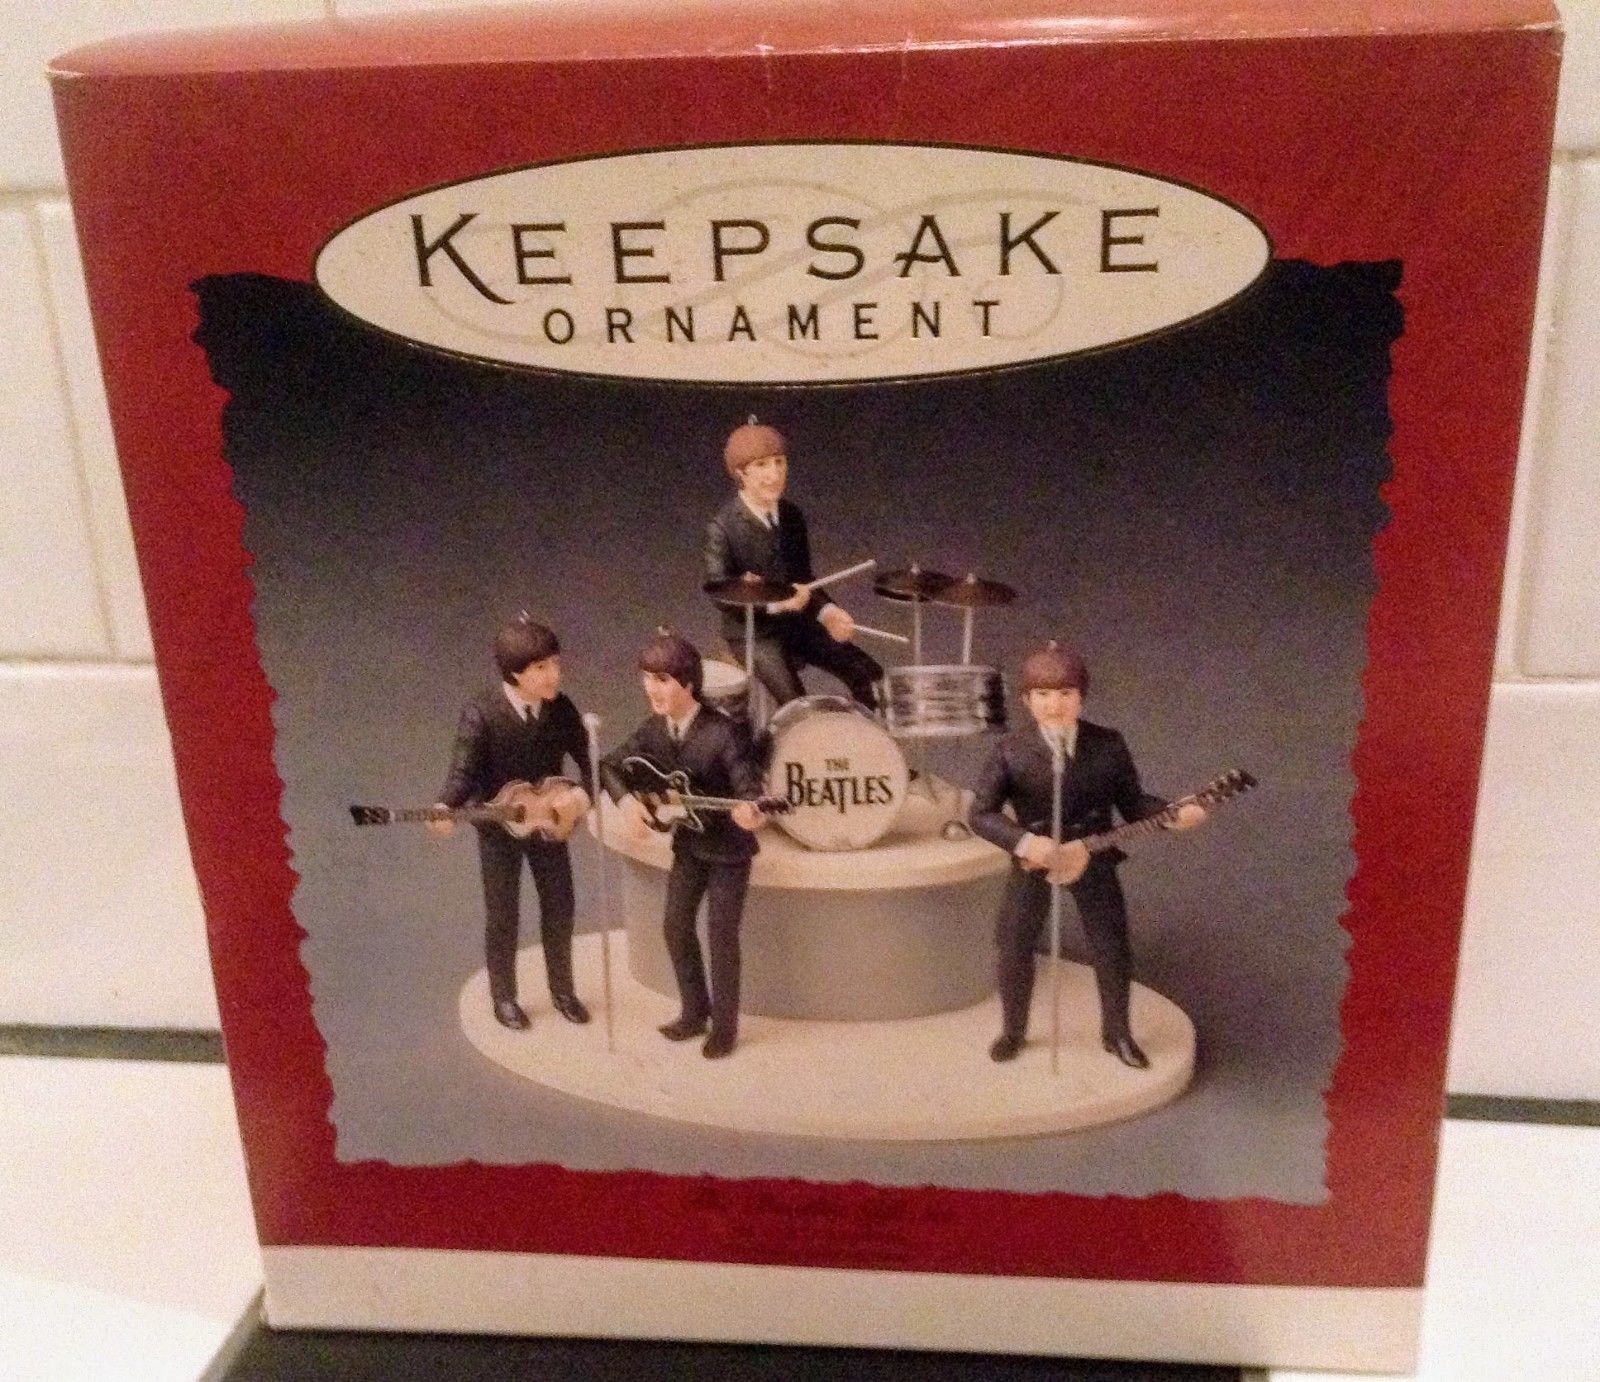 KEEPSAKE
ORNAMENT
THE
BEATLES